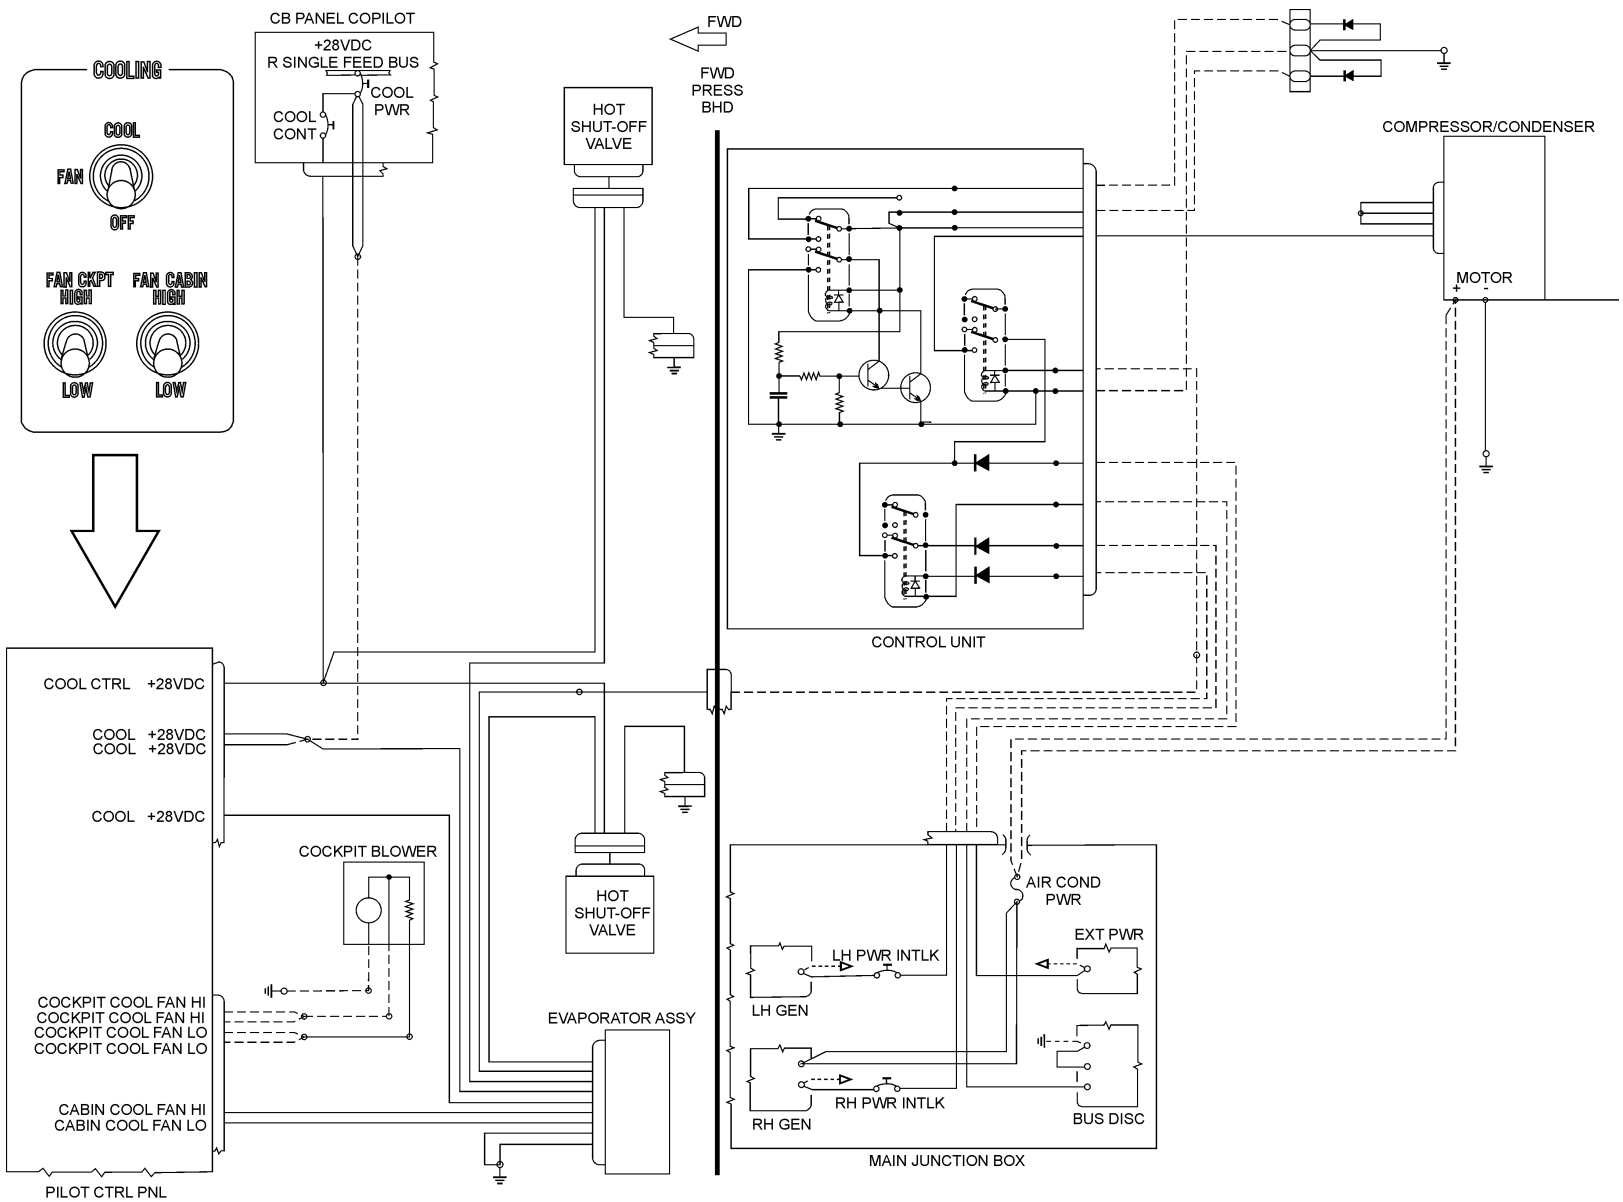 CB PANEL COPILOT
+28VDC
R SINGLE FEED BUS
COOL
PWR
COOL
CONT
COOLING
COOL
FAN
OFF
FAN CKPT
HIGH
LOW
FAN CABIN
HIGH
LOW
HOT
SHUT-OFF
VALVE
FWD
FWD
PRESS
BHD
COMPRESSOR/CONDENSER
MOTOR
+ -
CONTROL UNIT
COOL CTRL +28VDC
COOL +28VDC
COOL +28VDC
COOL +28VDC
COCKPIT BLOWER
COCKPIT COOL FAN HI
COCKPIT COOL FAN HI
COCKPIT COOL FAN LO
COCKPIT COOL FAN LO
CABIN COOL FAN HI
CABIN COOL FAN LO
PILOT CTRL PNL
HOT
SHUT-OFF
VALVE
EVAPORATOR ASSY
AIR COND
PWR
LH PWR INTLK
LH GEN
EXT PWR
RH PWR INTLK
RH GEN
BUS DISC
MAIN JUNCTION BOX